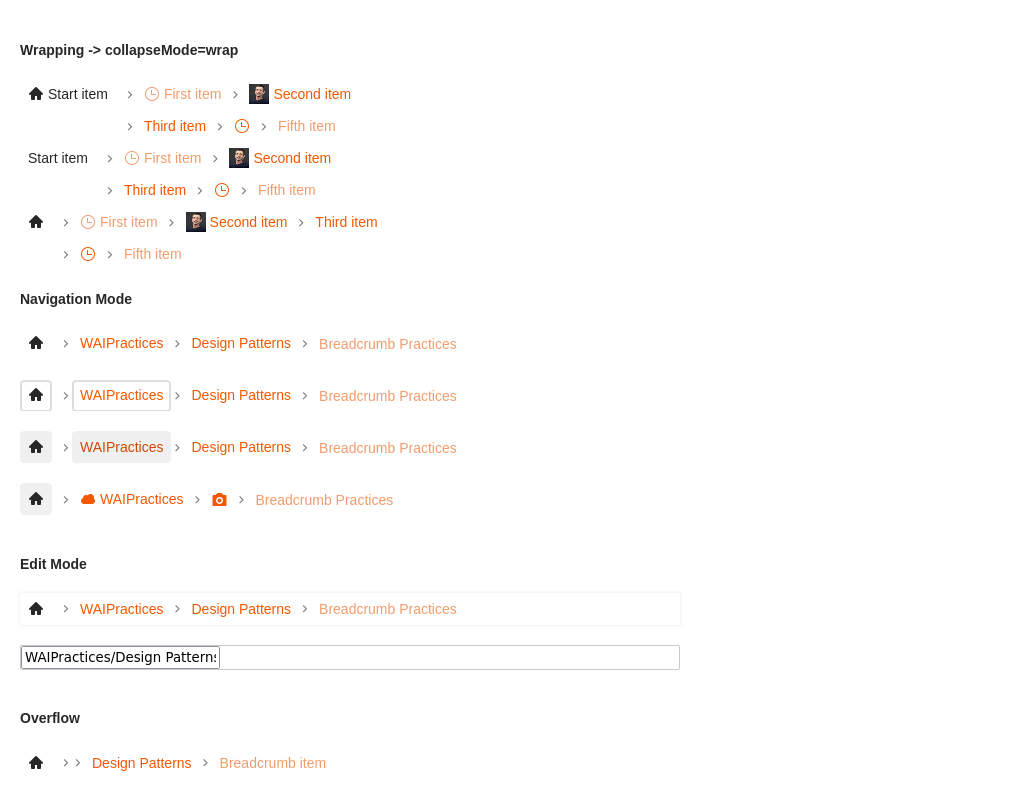 Wrapping -> collapseMode=wrap
Start item First item Second item
Third item Fifth item
Start item First item Second item
Third item Fifth item
First item Second item Third item
Fifth item
Navigation Mode
WAIPractices Design Patterns Breadcrumb Practices
WAIPractices Design Patterns Breadcrumb Practices
WAIPractices Design Patterns Breadcrumb Practices
WAIPractices Breadcrumb Practices
Edit Mode
WAIPractices Design Patterns Breadcrumb Practices
WAIPractices/Design Patterns
Overflow
Design Patterns Breadcrumb item